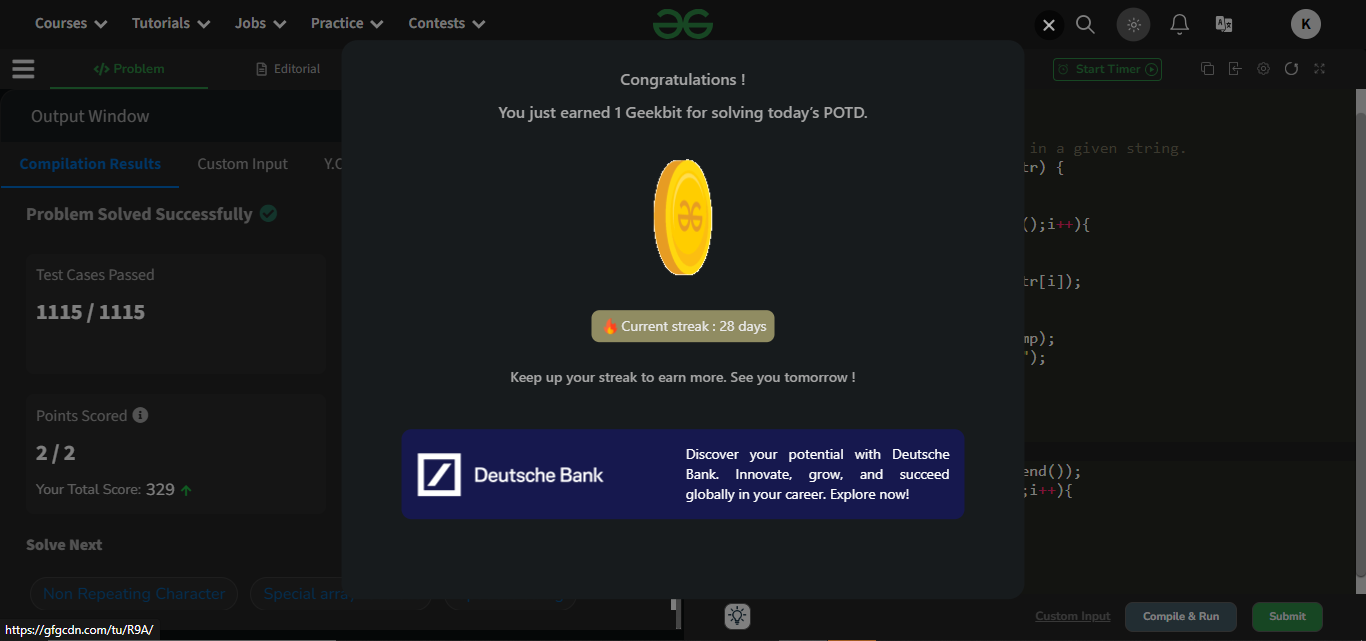 Courses Tutorials Jobs Practice Contests
K
Problem Editorial Start Timer
Output Window
Compilation Results Custom Input Y.C
Problem Solved Successfully
Test Cases Passed
1115 / 1115
Points Scored
2 / 2
Your Total Score: 329
Solve Next
Non Repeating Character Special arra
https://gfgcdn.com/tu/R9A/
Congratulations !
You just earned 1 Geekbit for solving today's POTD.
Current streak : 28 days
Keep up your streak to earn more. See you tomorrow !
Deutsche Bank
Discover your potential with Deutsche
Bank. Innovate, grow, and succeed
globally in your career. Explore now!
in a given string.
tr) {
();i++){
tr[i]);
mp);
");
end());
;i++){
Custom Input Compile & Run Submit